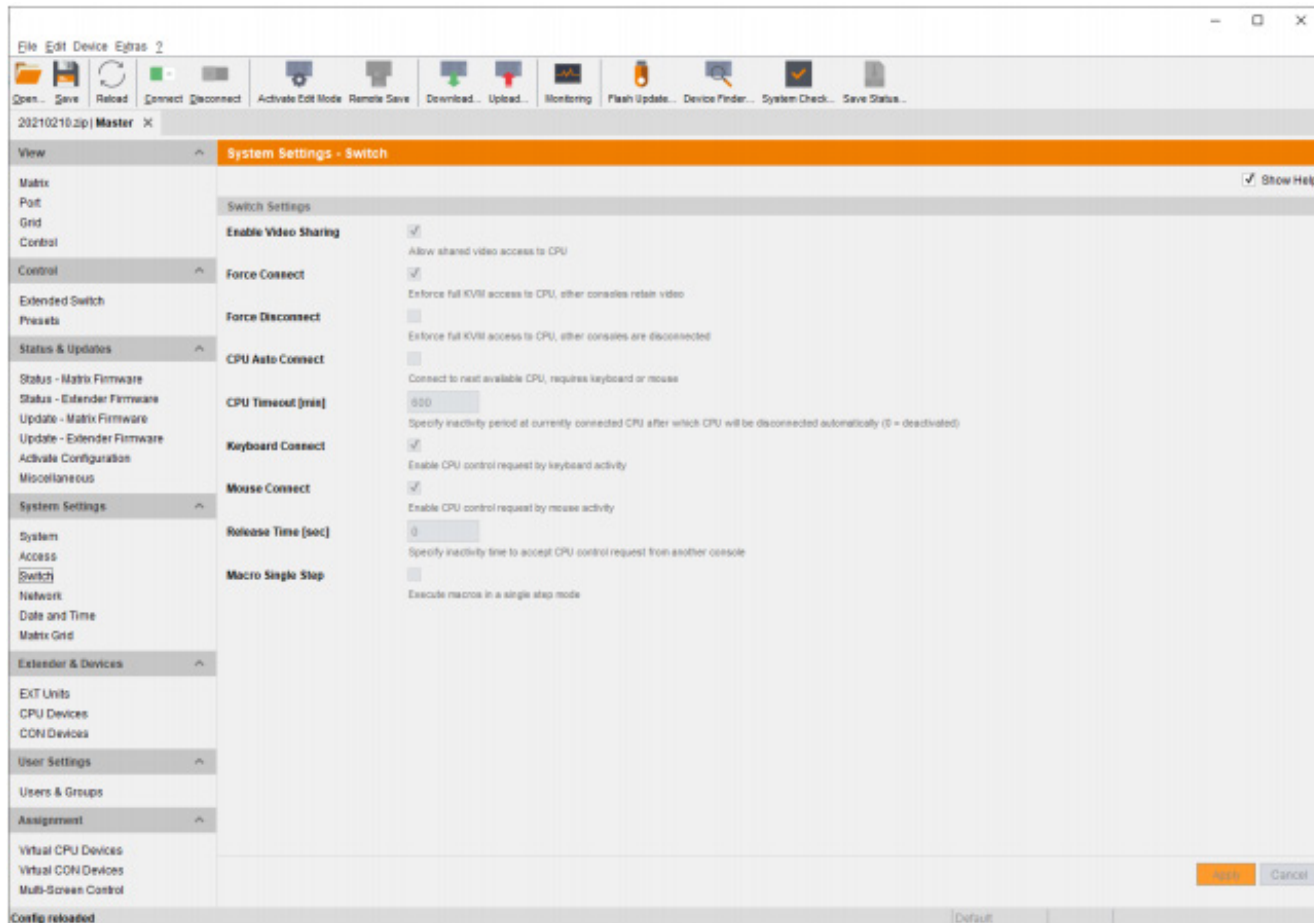 File Edit Device Extras ?
Open... Save Reload Connect Disconnect Activate Edit Mode Remote Save Download... Upload... Monitoring Flash Update... Device Finder... System Check... Save Status...
20210210.zip | Master
View
Matrix
Port
Grid
Control
Control
Extended Switch
Presets
Status & Updates
Status - Matrix Firmware
Status - Extender Firmware
Update - Matrix Firmware
Update - Extender Firmware
Activate Configuration
Miscellaneous
System Settings
System
Access
Switch
Network
Date and Time
Matrix Grid
Extender & Devices
EXT Units
CPU Devices
CON Devices
User Settings
Users & Groups
Assignment
Virtual CPU Devices
Virtual CON Devices
Multi-Screen Control
System Settings - Switch
Show Help
Switch Settings
Enable Video Sharing
Allow shared video access to CPU
Force Connect
Enforce full KVM access to CPU, other consoles retain video
Force Disconnect
Enforce full KVM access to CPU, other consoles are disconnected
CPU Auto Connect
Connect to next available CPU, requires keyboard or mouse
CPU Timeout [min]
600
Specify inactivity period at currently connected CPU after which CPU will be disconnected automatically (0 = deactivated)
Keyboard Connect
Enable CPU control request by keyboard activity
Mouse Connect
Enable CPU control request by mouse activity
Release Time [sec]
0
Specify inactivity time to accept CPU control request from another console
Macro Single Step
Execute macros in a single step mode
Apply Cancel
Config reloaded
Default